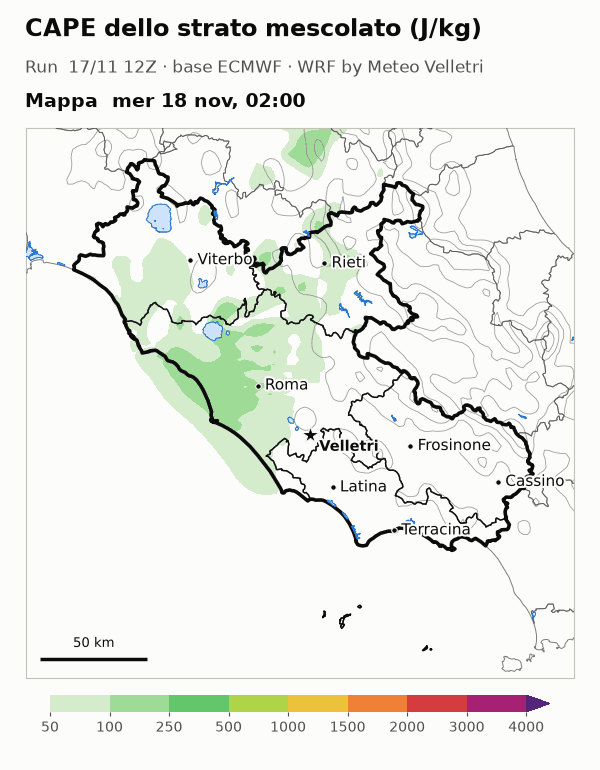 CAPE dello strato mescolato (J/kg)
Run  17/11 12Z · base ECMWF · WRF by Meteo Velletri
Mappa  mer 18 nov, 02:00
Viterbo
Rieti
Roma
Velletri
Frosinone
Cassino
Latina
Terracina
50 km
50 100 250 500 1000 1500 2000 3000 4000